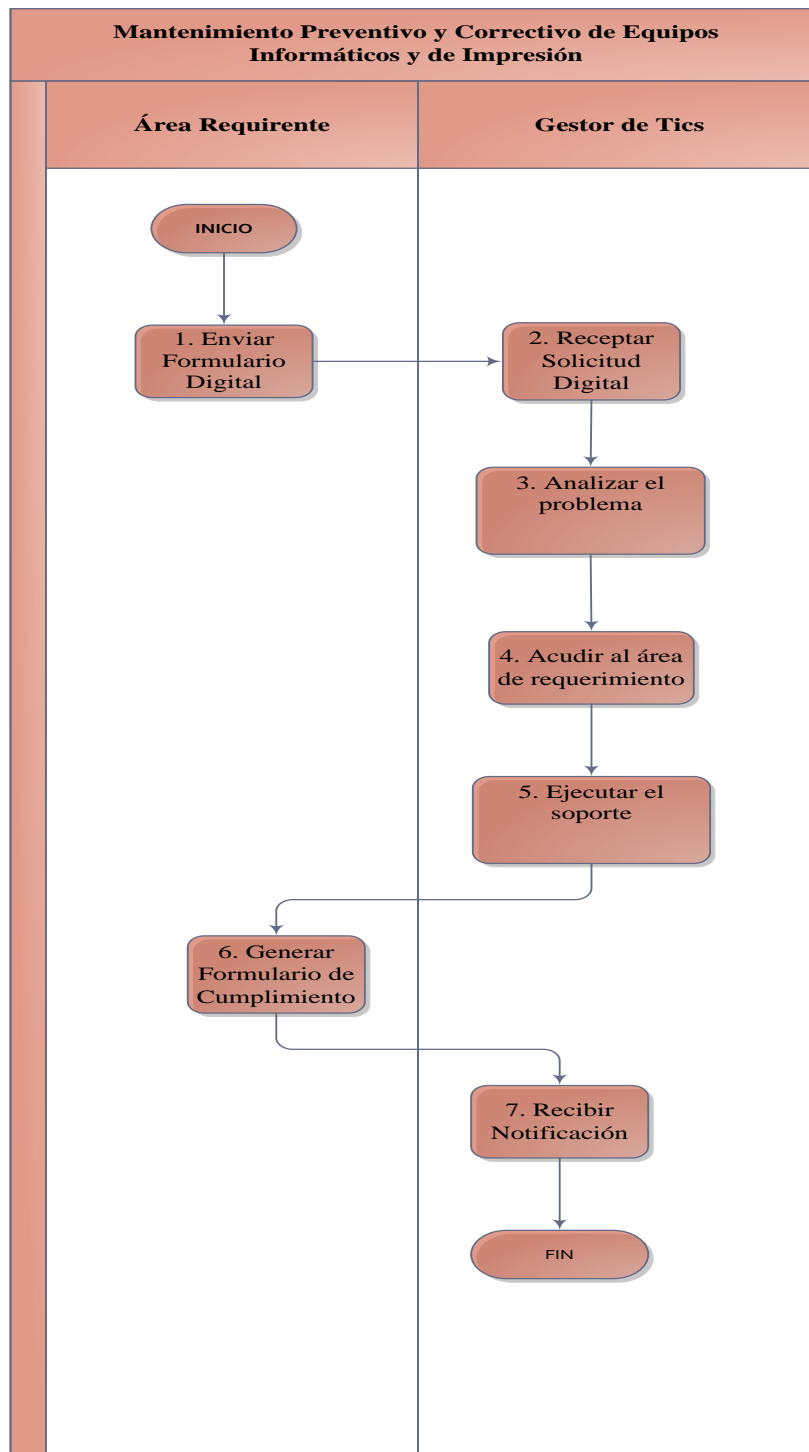 Mantenimiento Preventivo y Correctivo de Equipos
Informáticos y de Impresión
Área Requirente
Gestor de Tics
INICIO
1. Enviar
Formulario
Digital
2. Receptar
Solicitud
Digital
3. Analizar el
problema
4. Acudir al área
de requerimiento
5. Ejecutar el
soporte
6. Generar
Formulario de
Cumplimiento
7. Recibir
Notificación
FIN